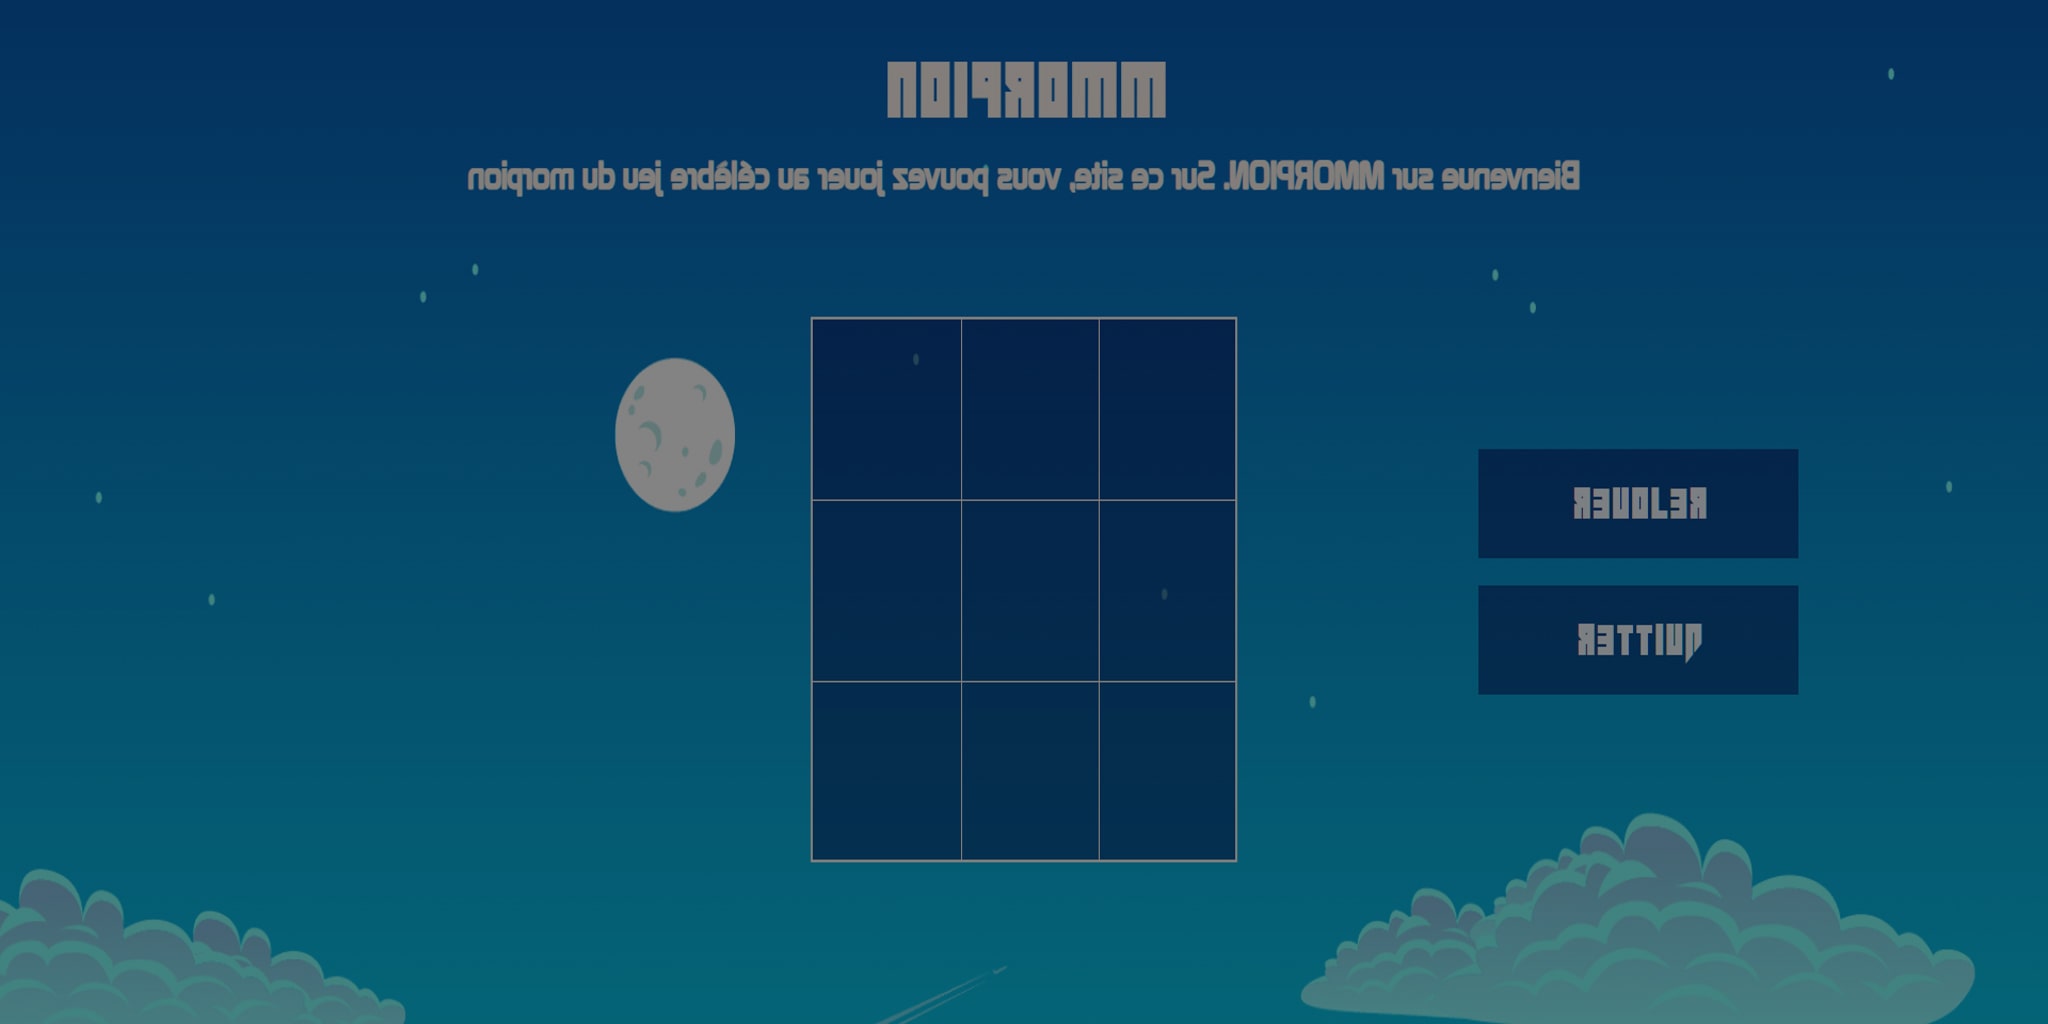 MMORPION
Bienvenue sur MMORPION. Sur ce site, vous pouvez jouer au célèbre jeu du morpion
REJOUER
QUITTER